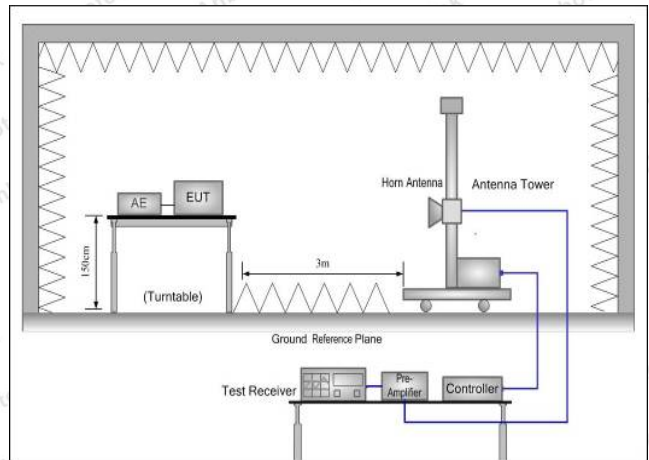 Horn Antenna
Antenna Tower
AE
EUT
150cm
(Turntable)
3m
Ground Reference Plane
Test Receiver
Pre-
Amplifier
Controller